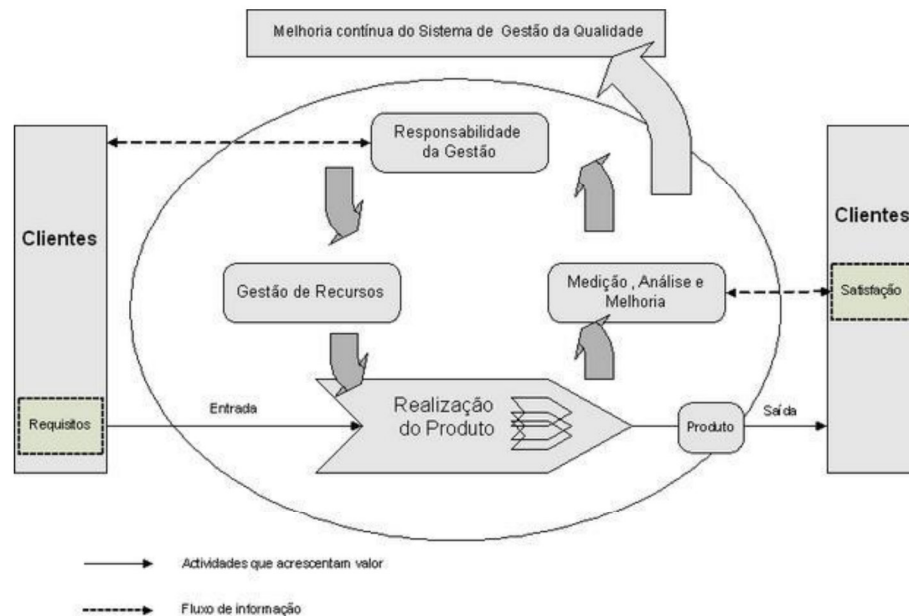 Melhoria contínua do Sistema de Gestão da Qualidade
Responsabilidade
da Gestão
Clientes
Clientes
Gestão de Recursos
Medição , Análise e
Melhoria
Satisfação
Requisitos
Entrada
Realização
do Produto
Produto
Saída
Actividades que acrescentam valor
Fluxo de informação